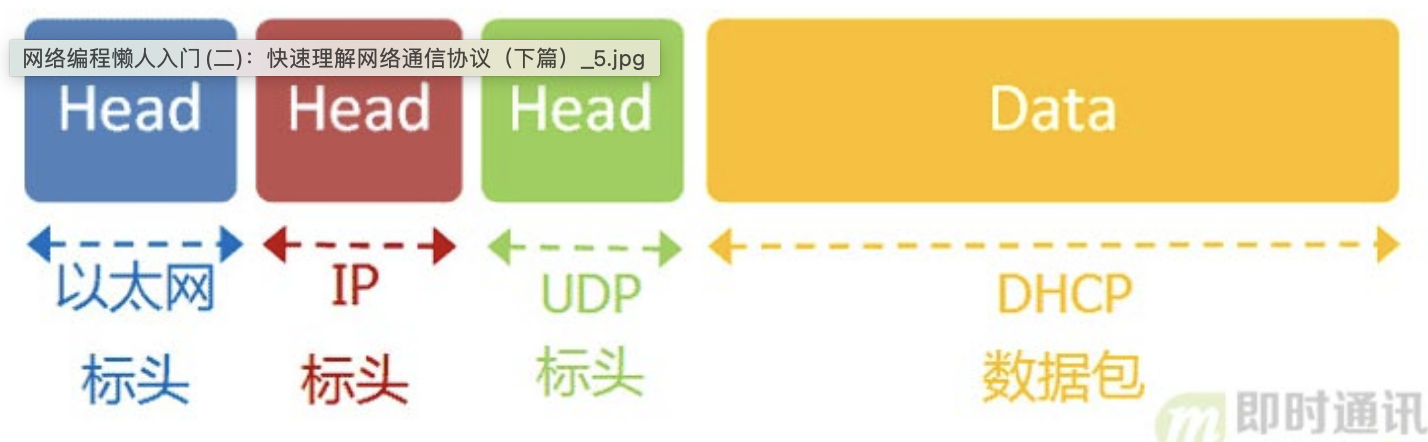 网络编程懒人入门(二)：快速理解网络通信协议（下篇）_5.jpg
Head Head Head Data
以太网 IP UDP DHCP
标头 标头 标头 数据包
m 即时通讯